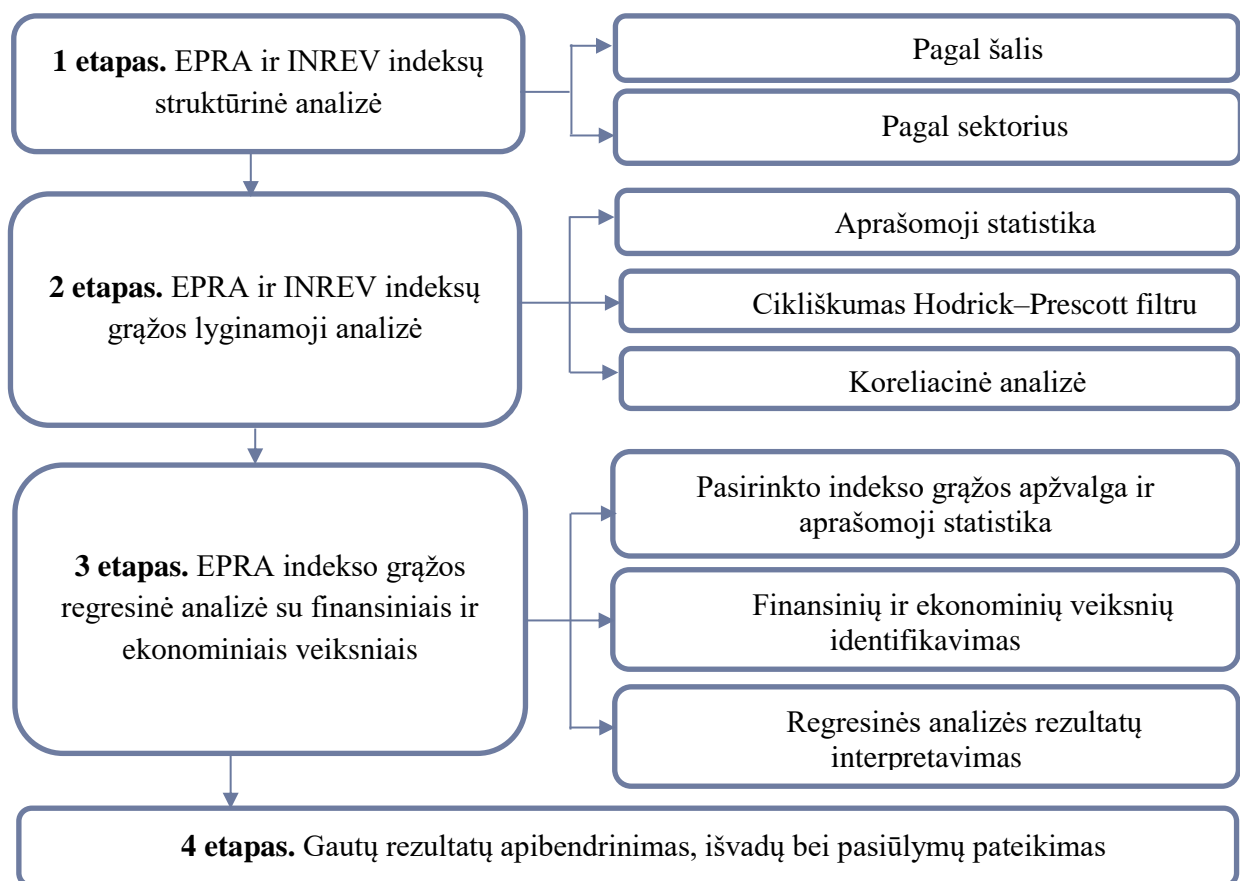 1 etapas. EPRA ir INREV indeksų
struktūrinė analizė
Pagal šalis
Pagal sektorius
2 etapas. EPRA ir INREV indeksų
grąžos lyginamoji analizė
Aprašomoji statistika
Cikliškumas Hodrick–Prescott filtru
Koreliacinė analizė
3 etapas. EPRA indekso grąžos
regresinė analizė su finansiniais ir
ekonominiais veiksniais
Pasirinkto indekso grąžos apžvalga ir
aprašomoji statistika
Finansinių ir ekonominių veiksnių
identifikavimas
Regresinės analizės rezultatų
interpretavimas
4 etapas. Gautų rezultatų apibendrinimas, išvadų bei pasiūlymų pateikimas